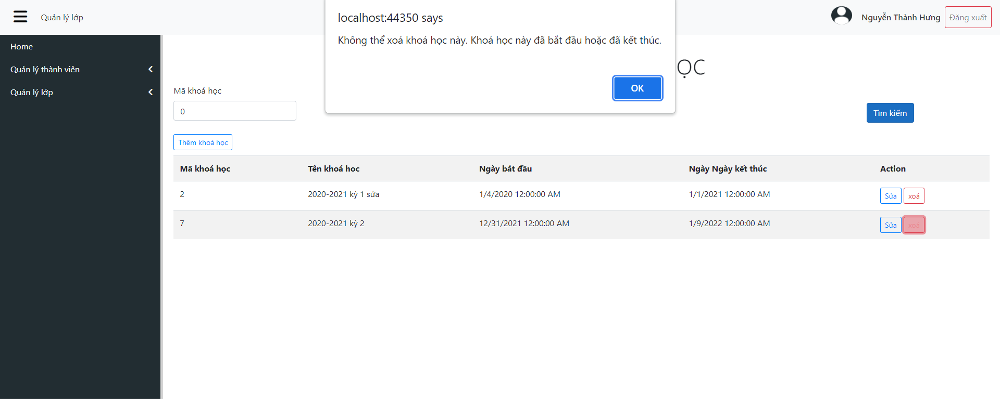 Quản lý lớp
localhost:44350 says
Không thể xoá khoá học này. Khoá học này đã bắt đầu hoặc đã kết thúc.
OK
Nguyễn Thành Hưng
Đăng xuất
Home
Quản lý thành viên
Quản lý lớp
ỌC
Mã khoá học
0
Tìm kiếm
Thêm khoá học
Mã khoá học Tên khoá hoc Ngày bắt đầu Ngày Ngày kết thúc Action
2 2020-2021 kỳ 1 sửa 1/4/2020 12:00:00 AM 1/1/2021 12:00:00 AM Sửa xoá
7 2020-2021 kỳ 2 12/31/2021 12:00:00 AM 1/9/2022 12:00:00 AM Sửa xoá